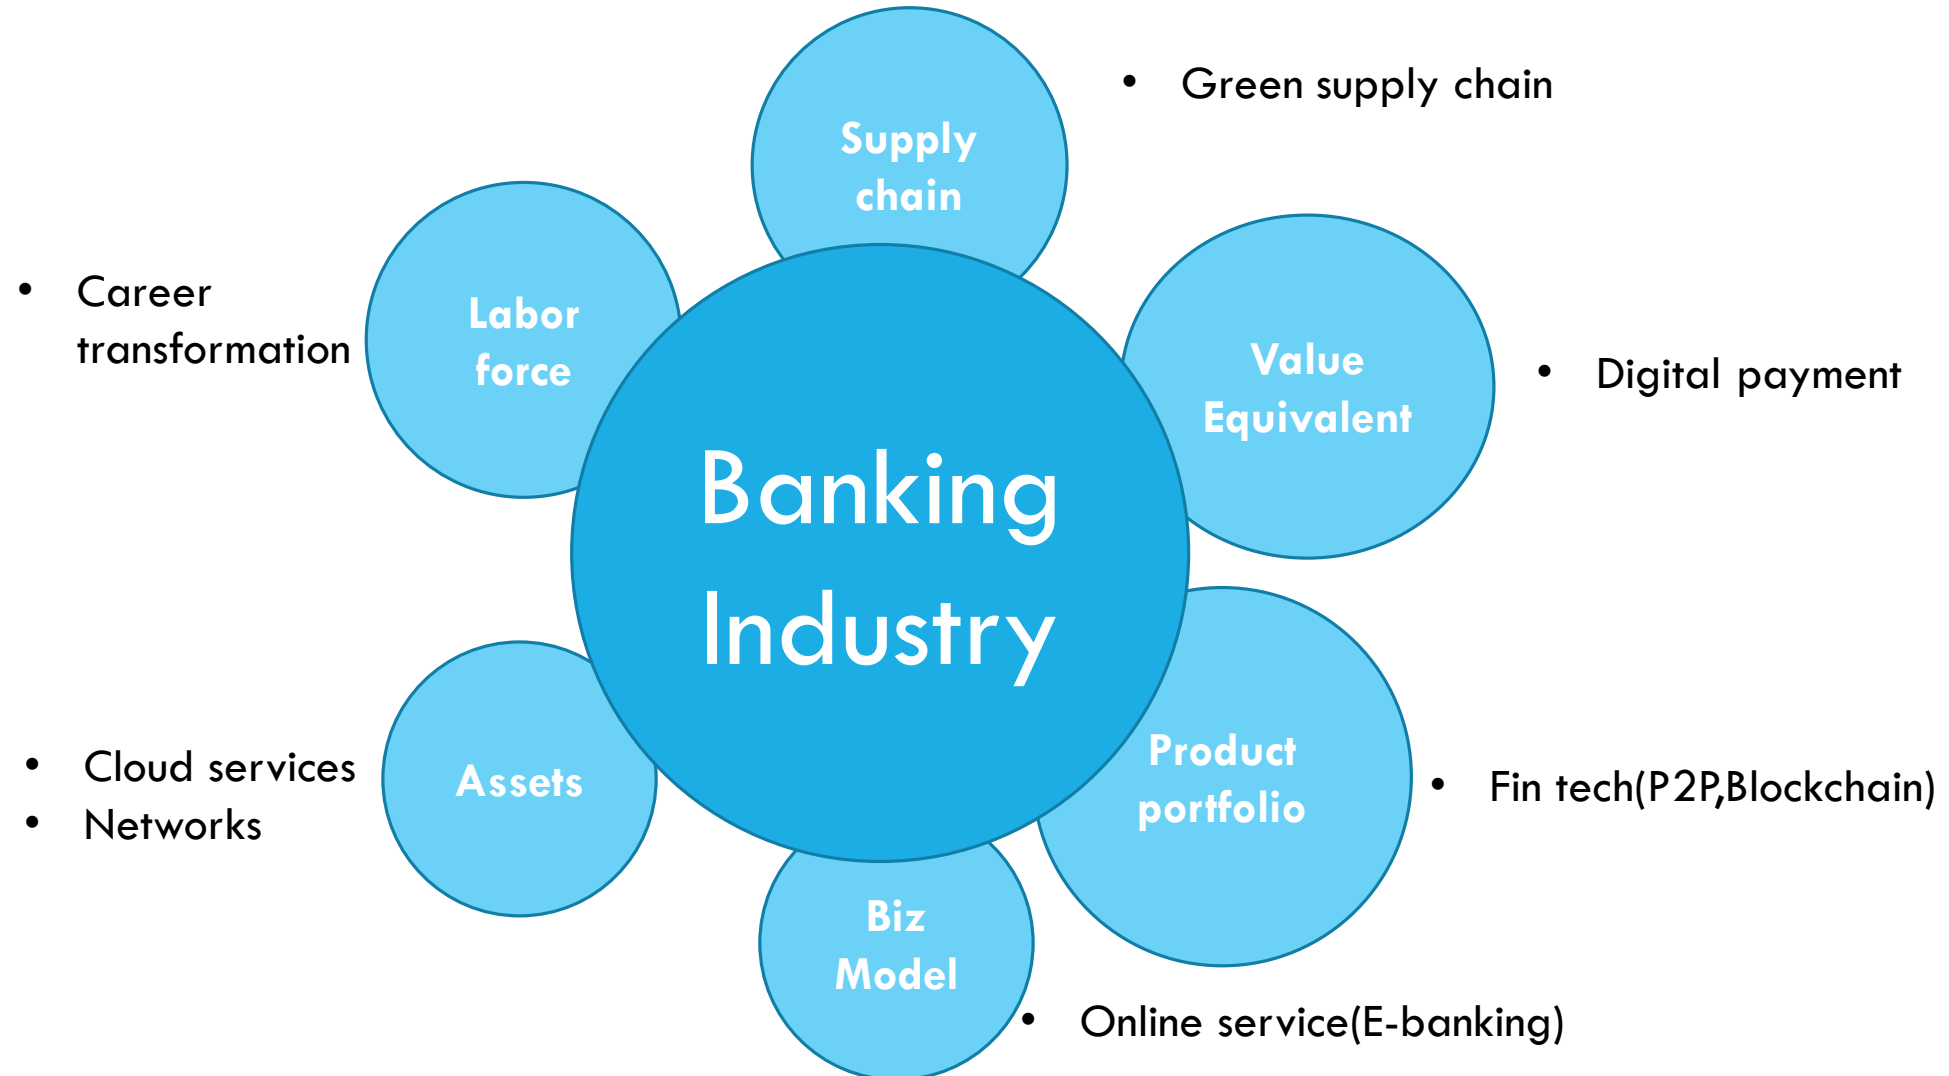 • Green supply chain
Supply
chain
• Career
transformation
Labor
force
Value
Equivalent
• Digital payment
Banking
Industry
• Cloud services
• Networks
Assets
Product
portfolio
• Fin tech(P2P,Blockchain)
Biz
Model
• Online service(E-banking)